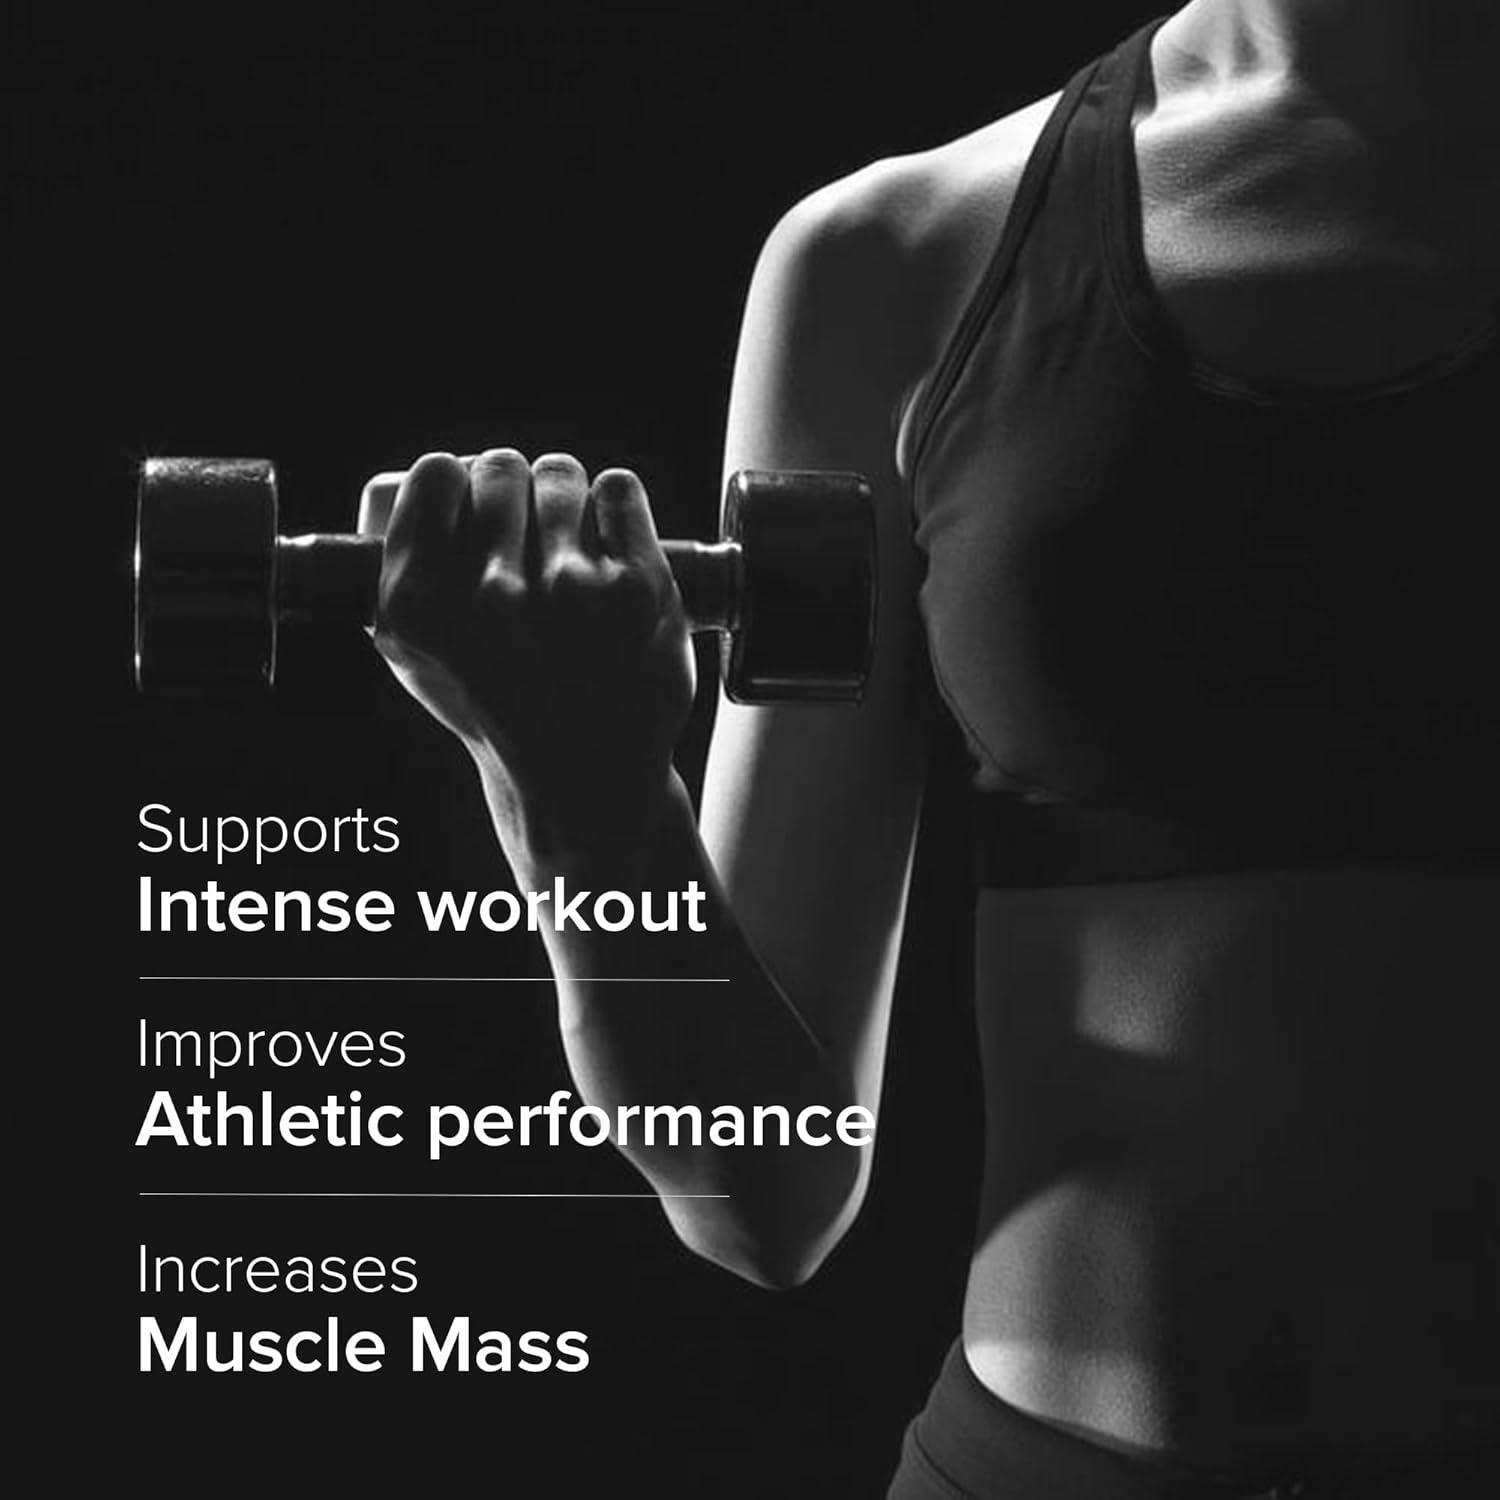 Supports
Intense workout
Improves
Athletic performance
Increases
Muscle Mass